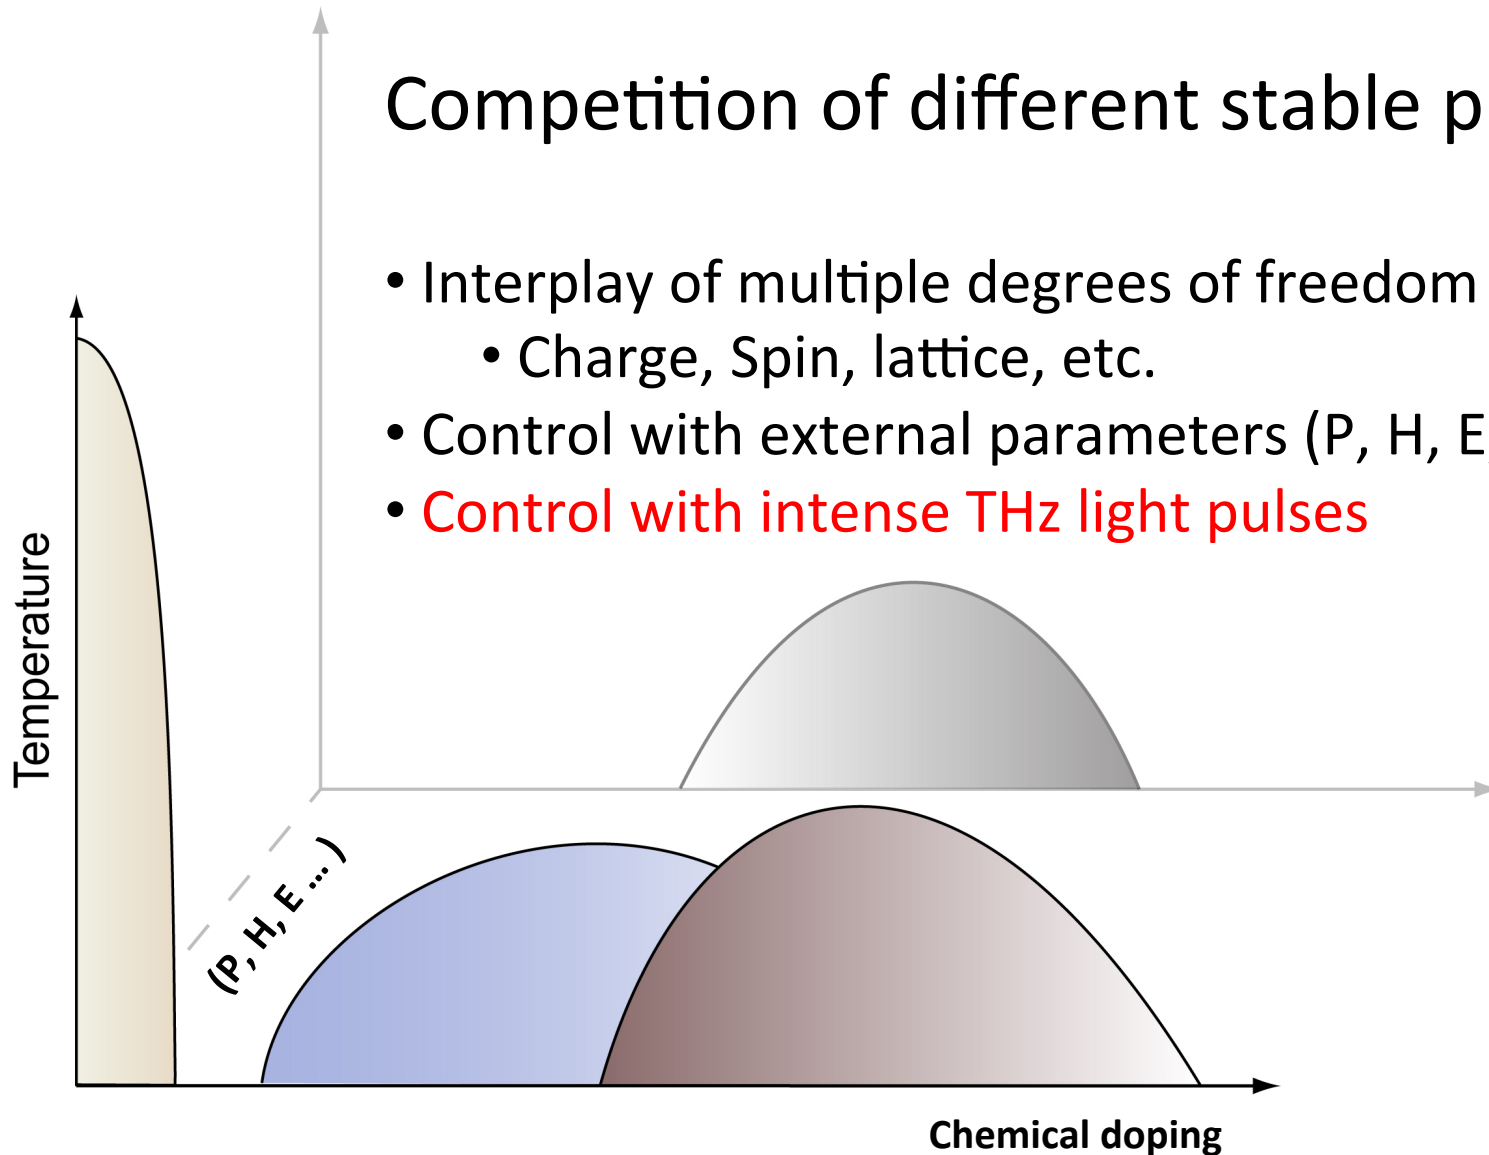 Competition of different stable p
• Interplay of multiple degrees of freedom
• Charge, Spin, lattice, etc.
• Control with external parameters (P, H, E,
• Control with intense THz light pulses
Temperature
(P, H, E ... )
Chemical doping